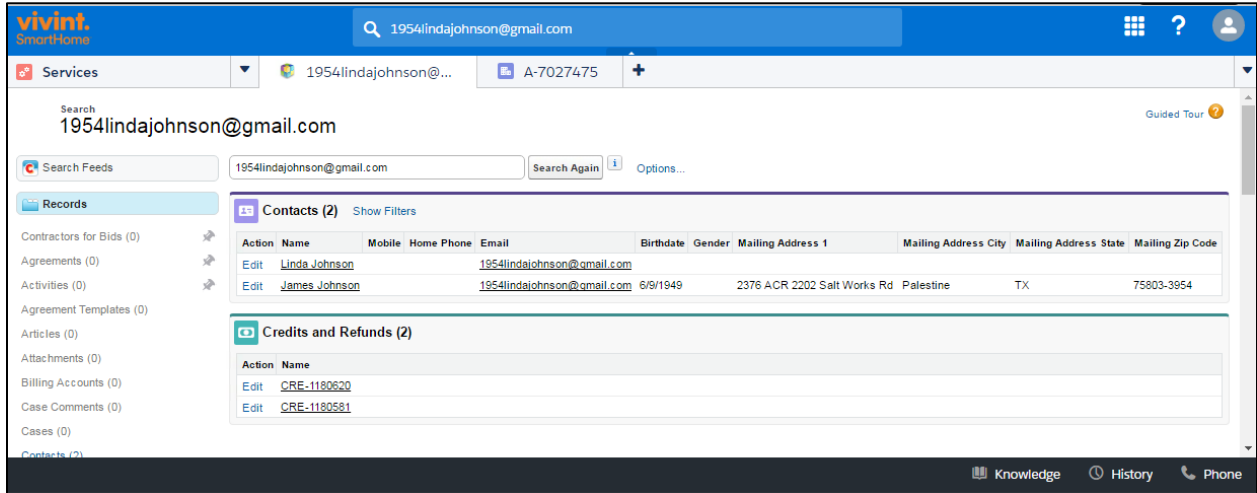 vivint.
SmartHome
1954lindajohnson@gmail.com
?
Services
1954lindajohnson@...
A-7027475
+
Search
1954lindajohnson@gmail.com
Guided Tour ?
Search Feeds
1954lindajohnson@gmail.com Search Again i Options...
Records
Contacts (2) Show Filters
Contractors for Bids (0)
Agreements (0)
Activities (0)
Agreement Templates (0)
Articles (0)
Attachments (0)
Billing Accounts (0)
Case Comments (0)
Cases (0)
Contacts (2)
Action Name Mobile Home Phone Email Birthdate Gender Mailing Address 1 Mailing Address City Mailing Address State Mailing Zip Code
Edit Linda Johnson 1954lindajohnson@gmail.com
Edit James Johnson 1954lindajohnson@gmail.com 6/9/1949 2376 ACR 2202 Salt Works Rd Palestine TX 75803-3954
Credits and Refunds (2)
Action Name
Edit CRE-1180620
Edit CRE-1180581
Knowledge History Phone